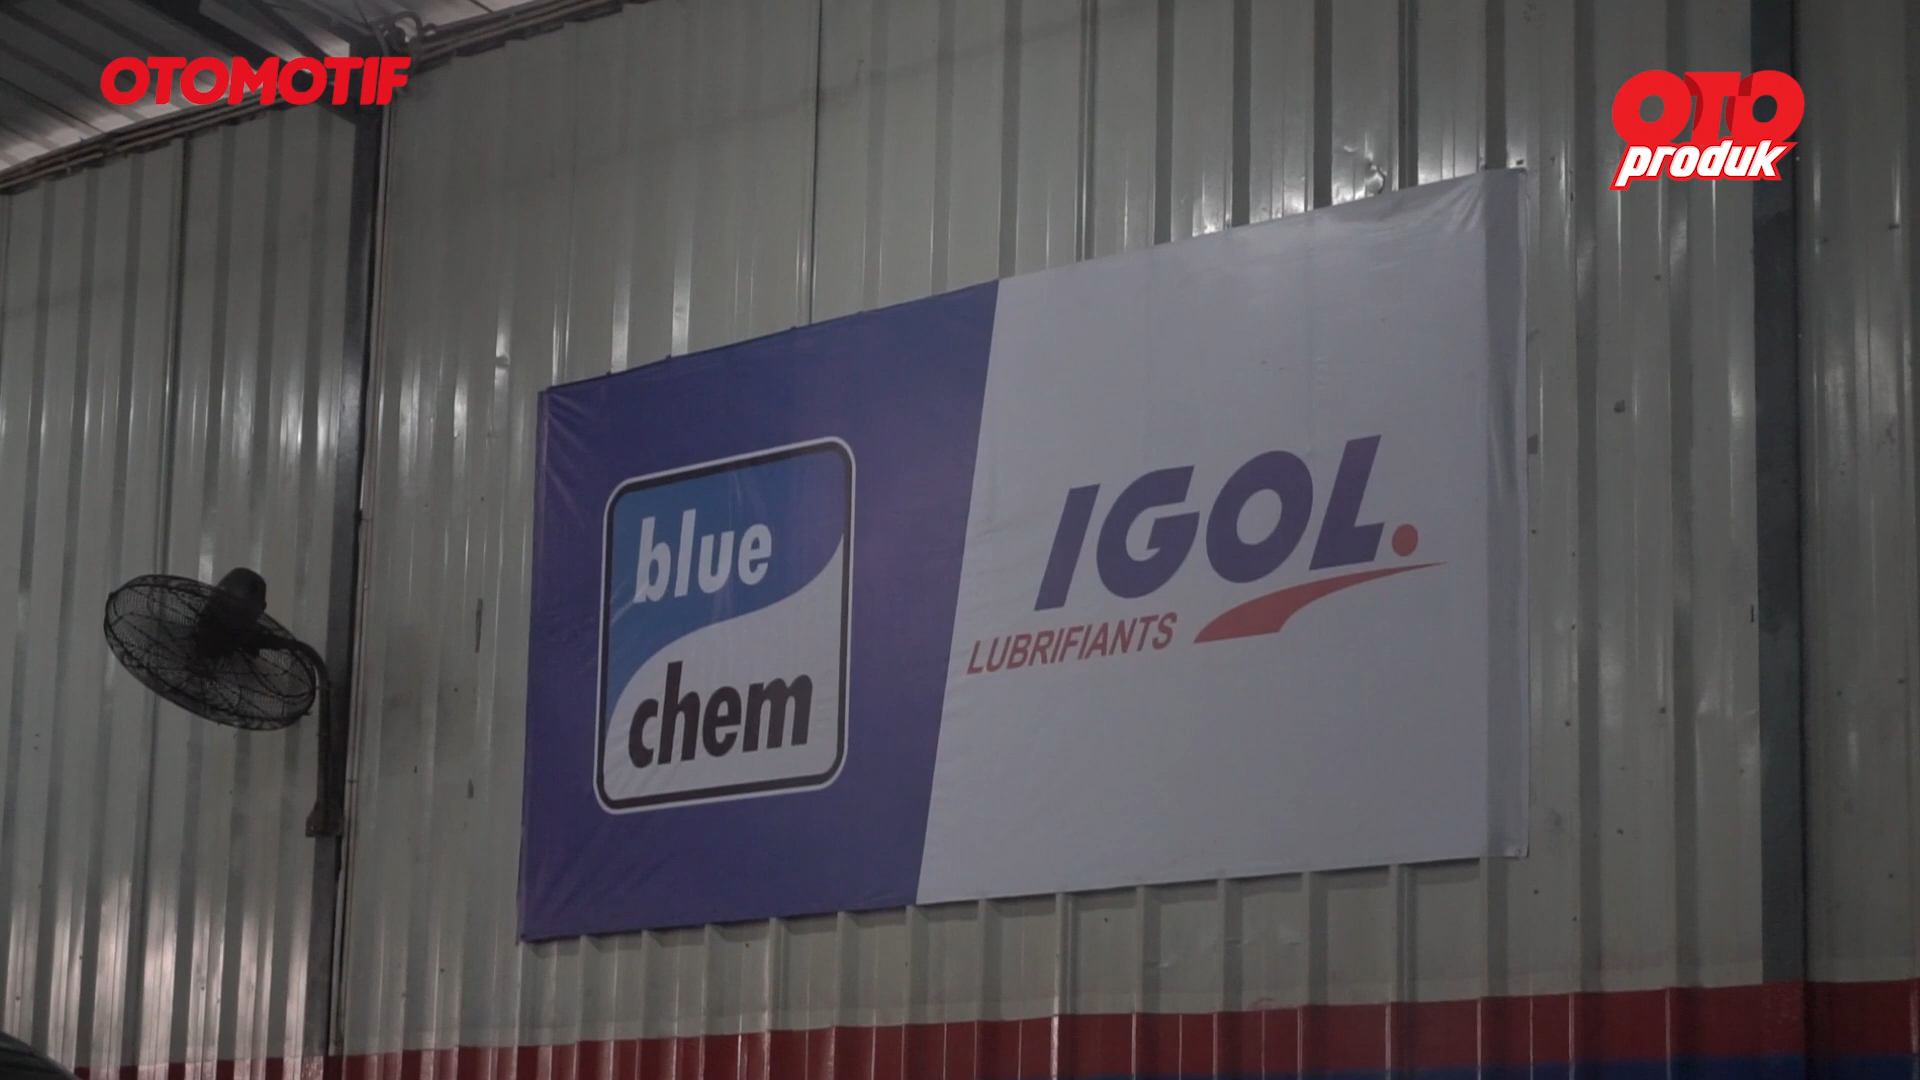 OTOMOTIF
OTO
produk
blue
chem
IGOL.
LUBRIFIANTS